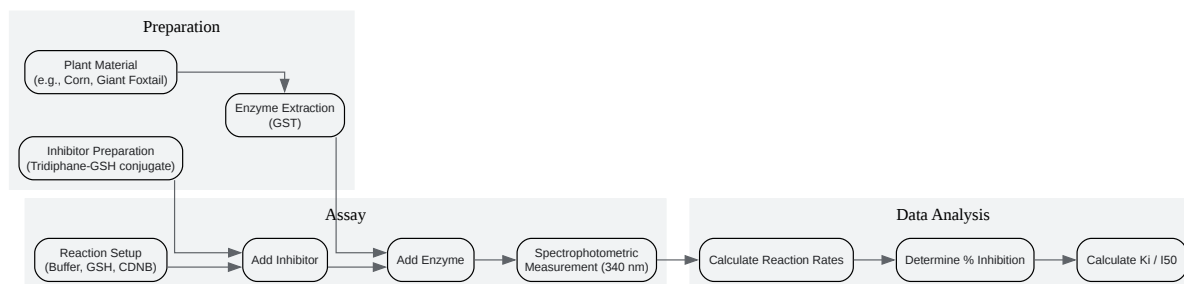 Preparation
Plant Material
(e.g., Corn, Giant Foxtail)
Enzyme Extraction
(GST)
Inhibitor Preparation
(Tridiphane-GSH conjugate)
Assay
Reaction Setup
(Buffer, GSH, CDNB)
Add Inhibitor
Add Enzyme
Spectrophotometric
Measurement (340 nm)
Data Analysis
Calculate Reaction Rates
Determine % Inhibition
Calculate Ki / I50